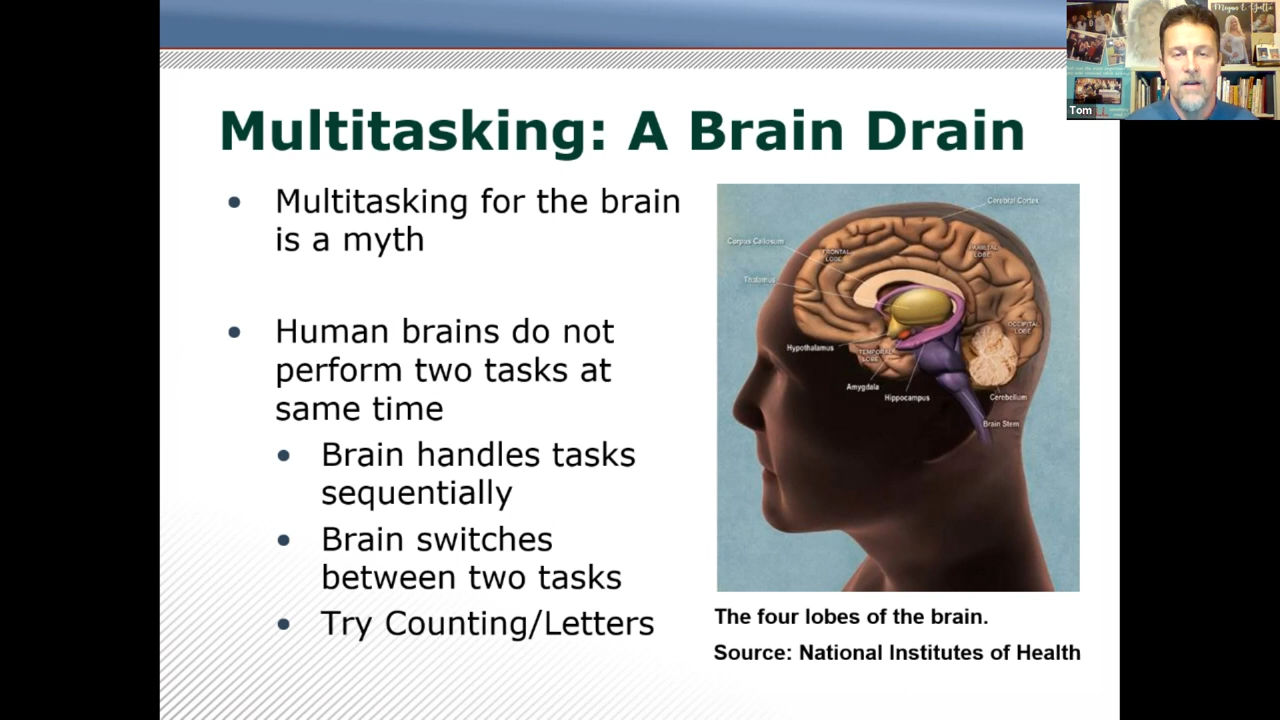 Multitasking: A Brain Drain
• Multitasking for the brain
is a myth
• Human brains do not
perform two tasks at
same time
• Brain handles tasks
sequentially
• Brain switches
between two tasks
• Try Counting/Letters
Cerebral Cortex
Corpus Callosum
FRONTAL
LOBE
PARIETAL
LOBE
Thalamus
OCCIPITAL
LOBE
Hypothalamus
TEMPORAL
LOBE
Amygdala
Hippocampus
Cerebellum
Brain Stem
The four lobes of the brain.
Source: National Institutes of Health
Tom